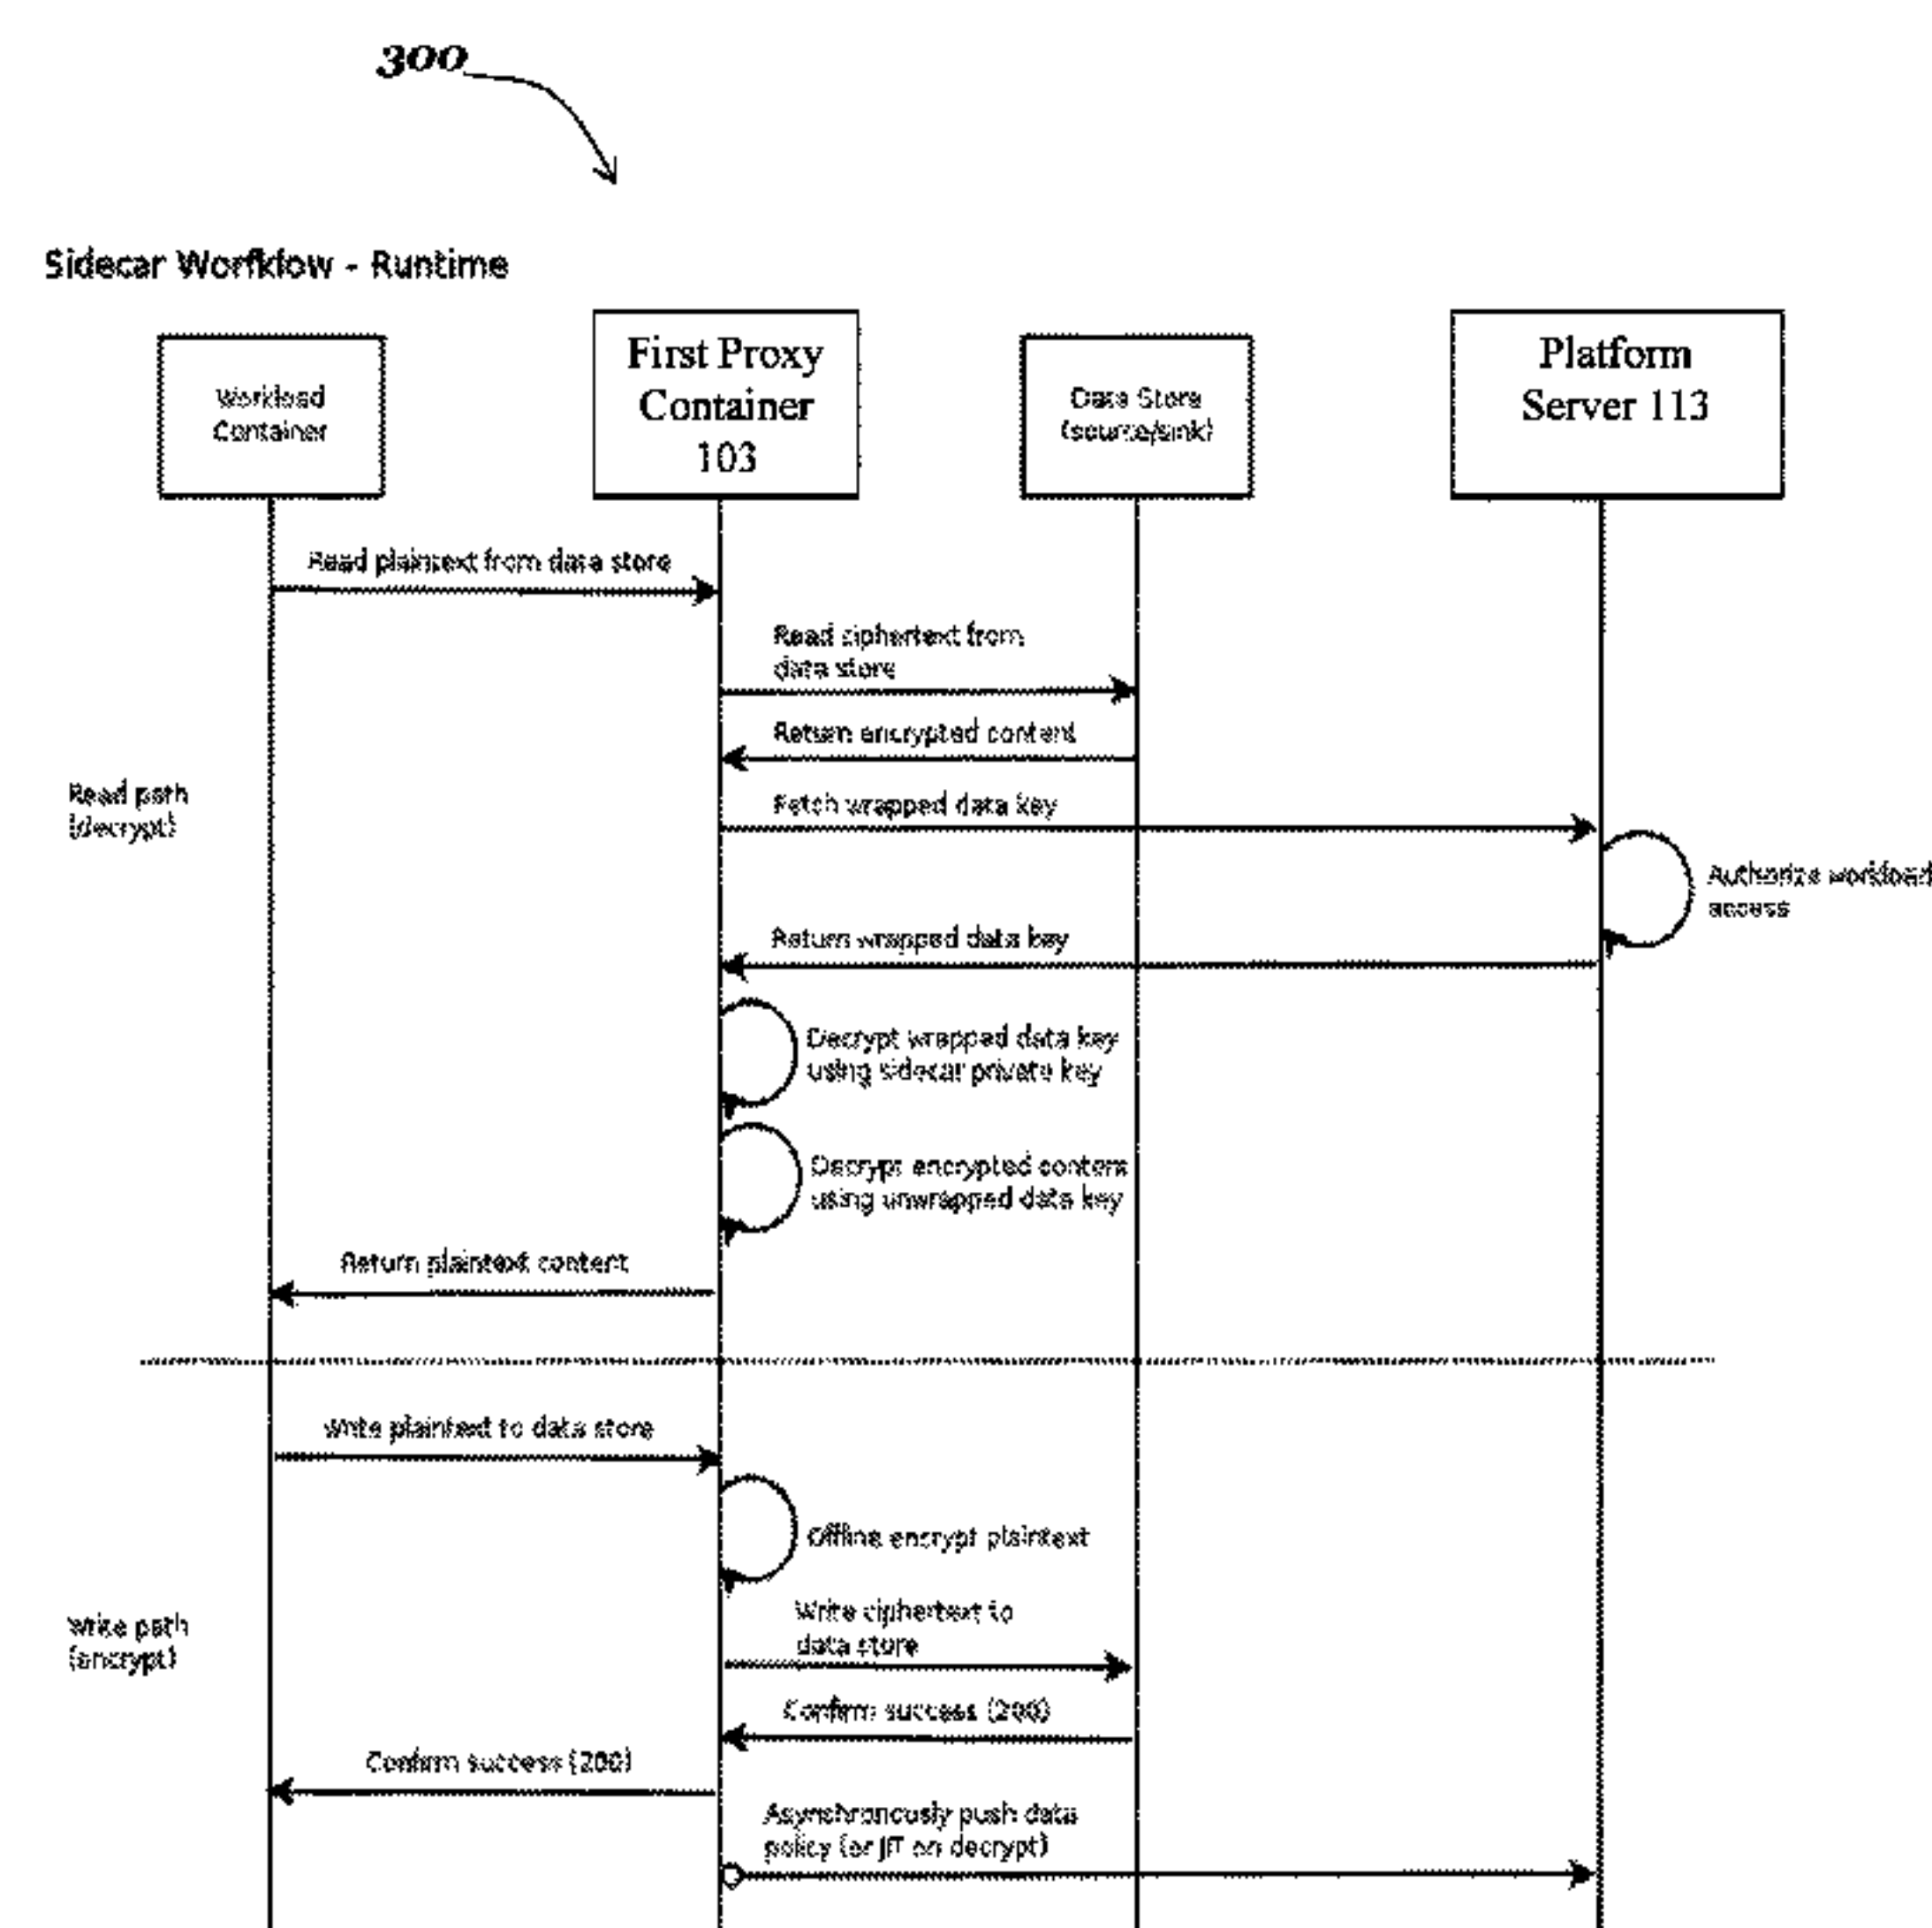 300
Sidecar Worfklow - Runtime
Workload
Container
First Proxy
Container
103
Data Store
(source/sink)
Platform
Server 113
Read plaintext from data store
Read ciphertext from
data store
Return encrypted content
Read path
(decrypt)
Fetch wrapped data key
Authorize workload
access
Return wrapped data key
Decrypt wrapped data key
using sidecar private key
Decrypt encrypted content
using unwrapped data key
Return plaintext content
Write plaintext to data store
Offline encrypt plaintext
Write path
(encrypt)
Write ciphertext to
data store
Confirm success (200)
Confirm success (200)
Asynchronously push data
policy (or JIT on decrypt)